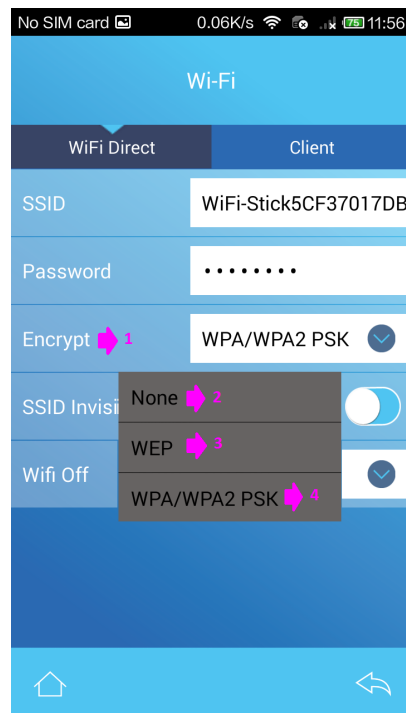 No SIM card 0.06K/s 75 11:56
Wi-Fi
WiFi Direct Client
SSID WiFi-Stick5CF37017DB
Password ••••••••
Encrypt 1 WPA/WPA2 PSK
None 2
SSID Invisi
WEP 3
Wifi Off
WPA/WPA2 PSK 4